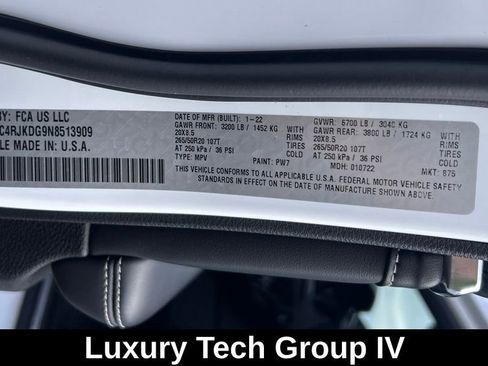 BY: FCA US LLC
C4RJKDG9N8513909
LE MADE IN: U.S.A.
DATE OF MFR (BUILT): 1-22
GVWR: 6700 LB / 3040 KG
GAWR FRONT: 3200 LB / 1452 KG
GAWR REAR: 3800 LB / 1724 KG
20X8.5 RIMS 20X8.5 RIMS
265/50R20 107T TIRES 265/50R20 107T TIRES
AT 250 kPa / 36 PSI COLD AT 250 kPa / 36 PSI COLD
TYPE: MPV PAINT: PW7 MDH: 010722 MKT: 875
THIS VEHICLE CONFORMS TO ALL APPLICABLE U.S.A. FEDERAL MOTOR VEHICLE SAFETY
STANDARDS IN EFFECT ON THE DATE OF MANUFACTURE SHOWN ABOVE.
Luxury Tech Group IV